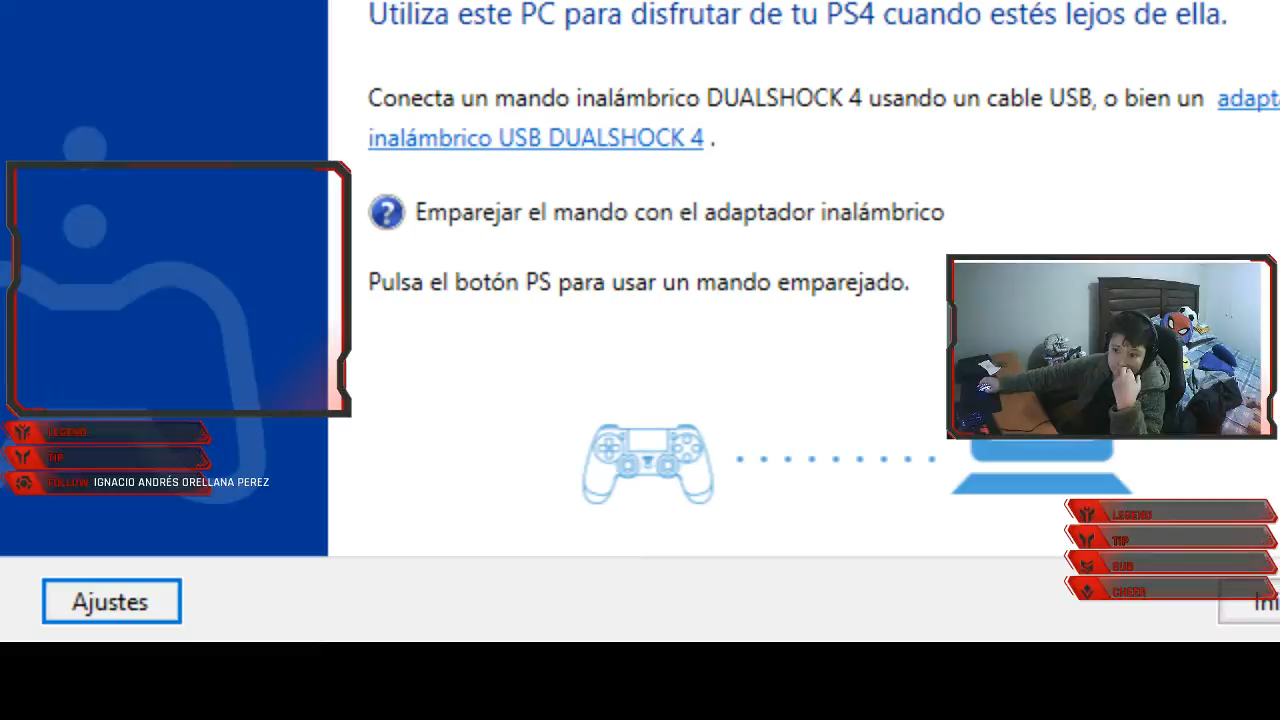 Utiliza este PC para disfrutar de tu PS4 cuando estés lejos de ella.
Conecta un mando inalámbrico DUALSHOCK 4 usando un cable USB, o bien un adapta
inalámbrico USB DUALSHOCK 4 .
Emparejar el mando con el adaptador inalámbrico
Pulsa el botón PS para usar un mando emparejado.
LEGEND
TIP
FOLLOW IGNACIO ANDRÉS ORELLANA PEREZ
LEGEND
TIP
SUB
CHEER
Ajustes
Ini